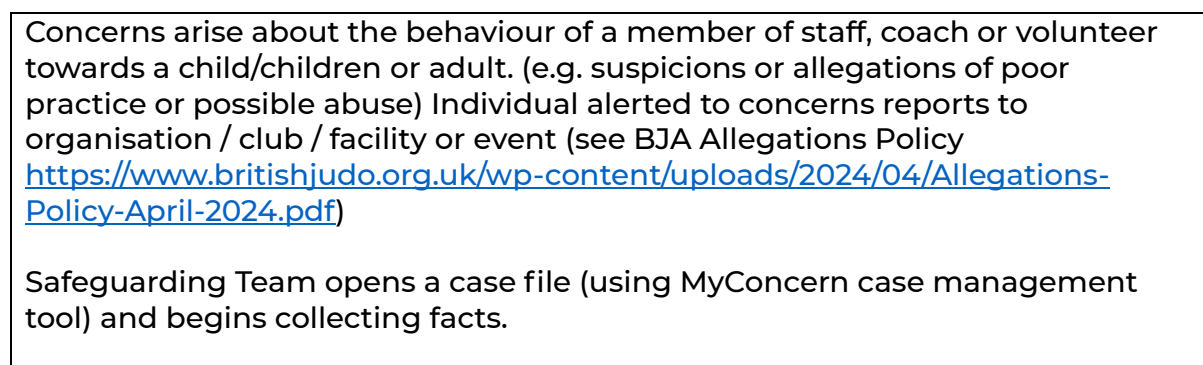 Concerns arise about the behaviour of a member of staff, coach or volunteer
towards a child/children or adult. (e.g. suspicions or allegations of poor
practice or possible abuse) Individual alerted to concerns reports to
organisation / club / facility or event (see BJA Allegations Policy
https://www.britishjudo.org.uk/wp-content/uploads/2024/04/Allegations-
Policy-April-2024.pdf)
Safeguarding Team opens a case file (using MyConcern case management
tool) and begins collecting facts.